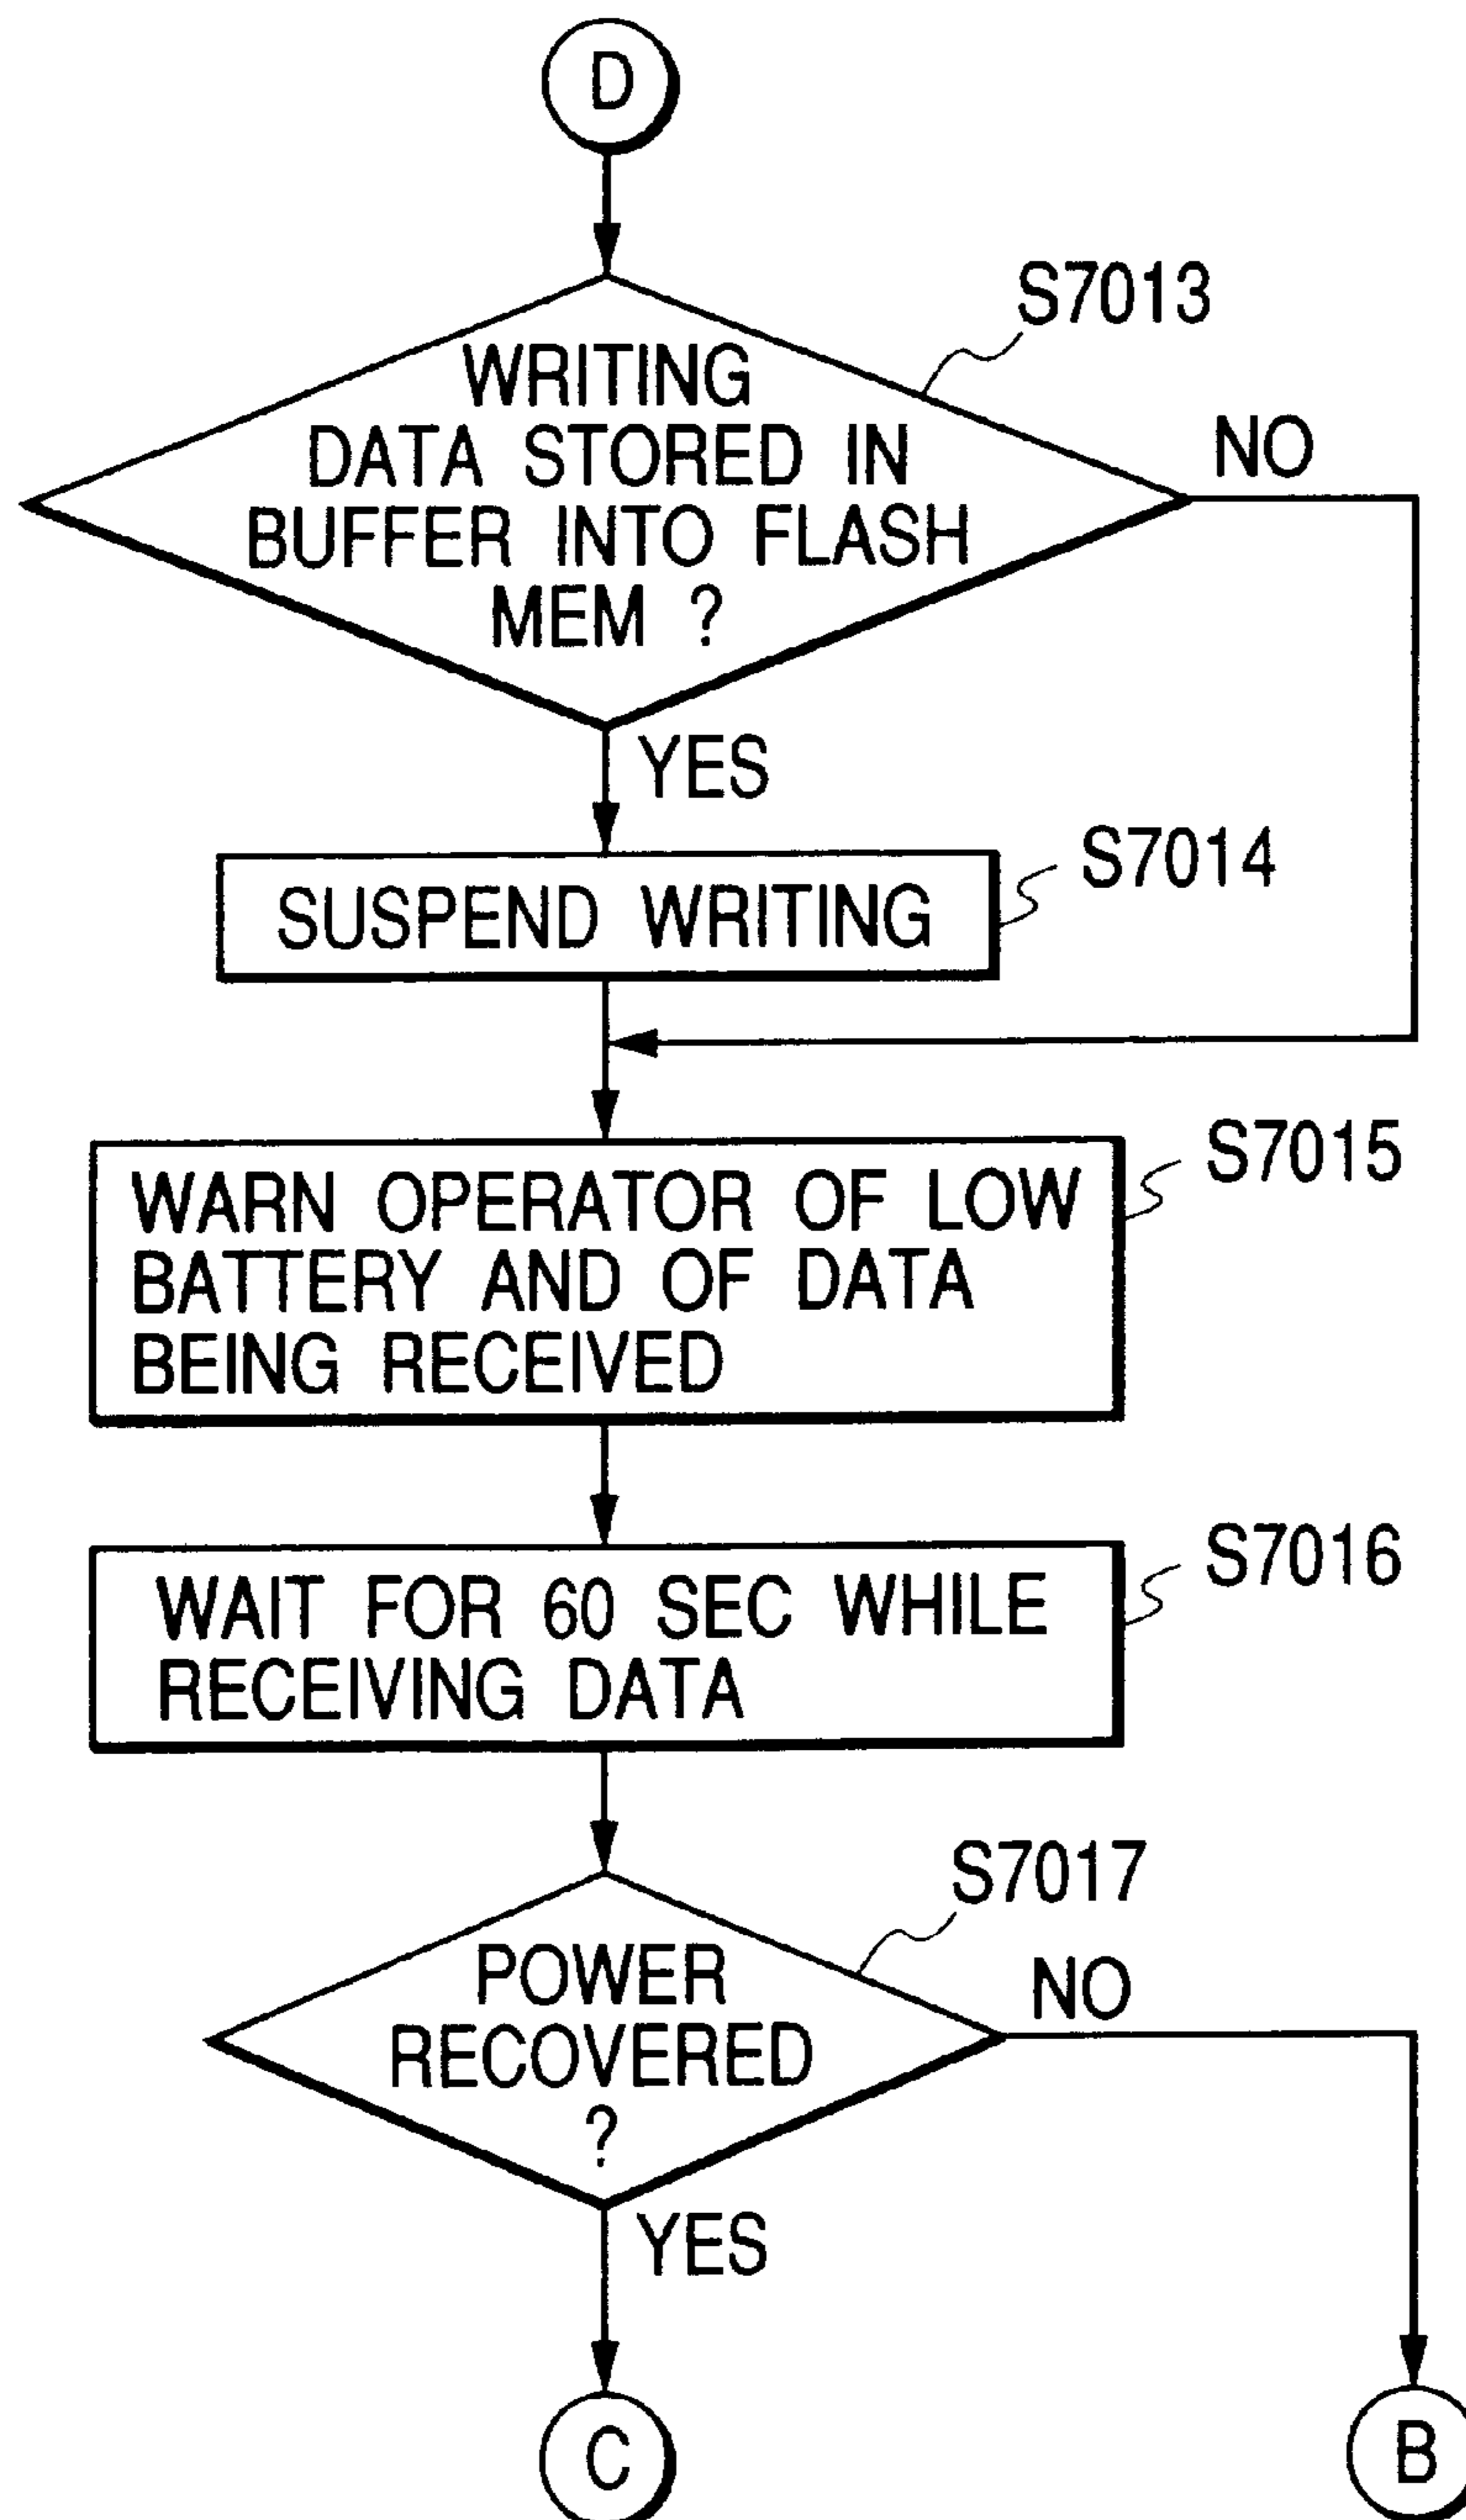 D
S7013
WRITING
DATA STORED IN
BUFFER INTO FLASH
MEM ?
NO
YES
S7014
SUSPEND WRITING
S7015
WARN OPERATOR OF LOW
BATTERY AND OF DATA
BEING RECEIVED
S7016
WAIT FOR 60 SEC WHILE
RECEIVING DATA
S7017
POWER
RECOVERED
?
NO
YES
C
B